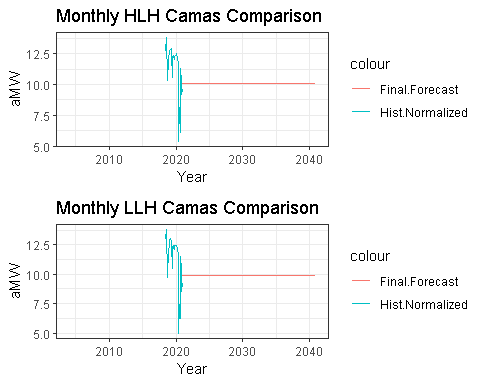 Monthly HLH Camas Comparison
12.5
10.0
7.5
5.0
aMW
2010
2020
2030
2040
Year
colour
Final.Forecast
Hist.Normalized
Monthly LLH Camas Comparison
12.5
10.0
7.5
5.0
aMW
2010
2020
2030
2040
Year
colour
Final.Forecast
Hist.Normalized